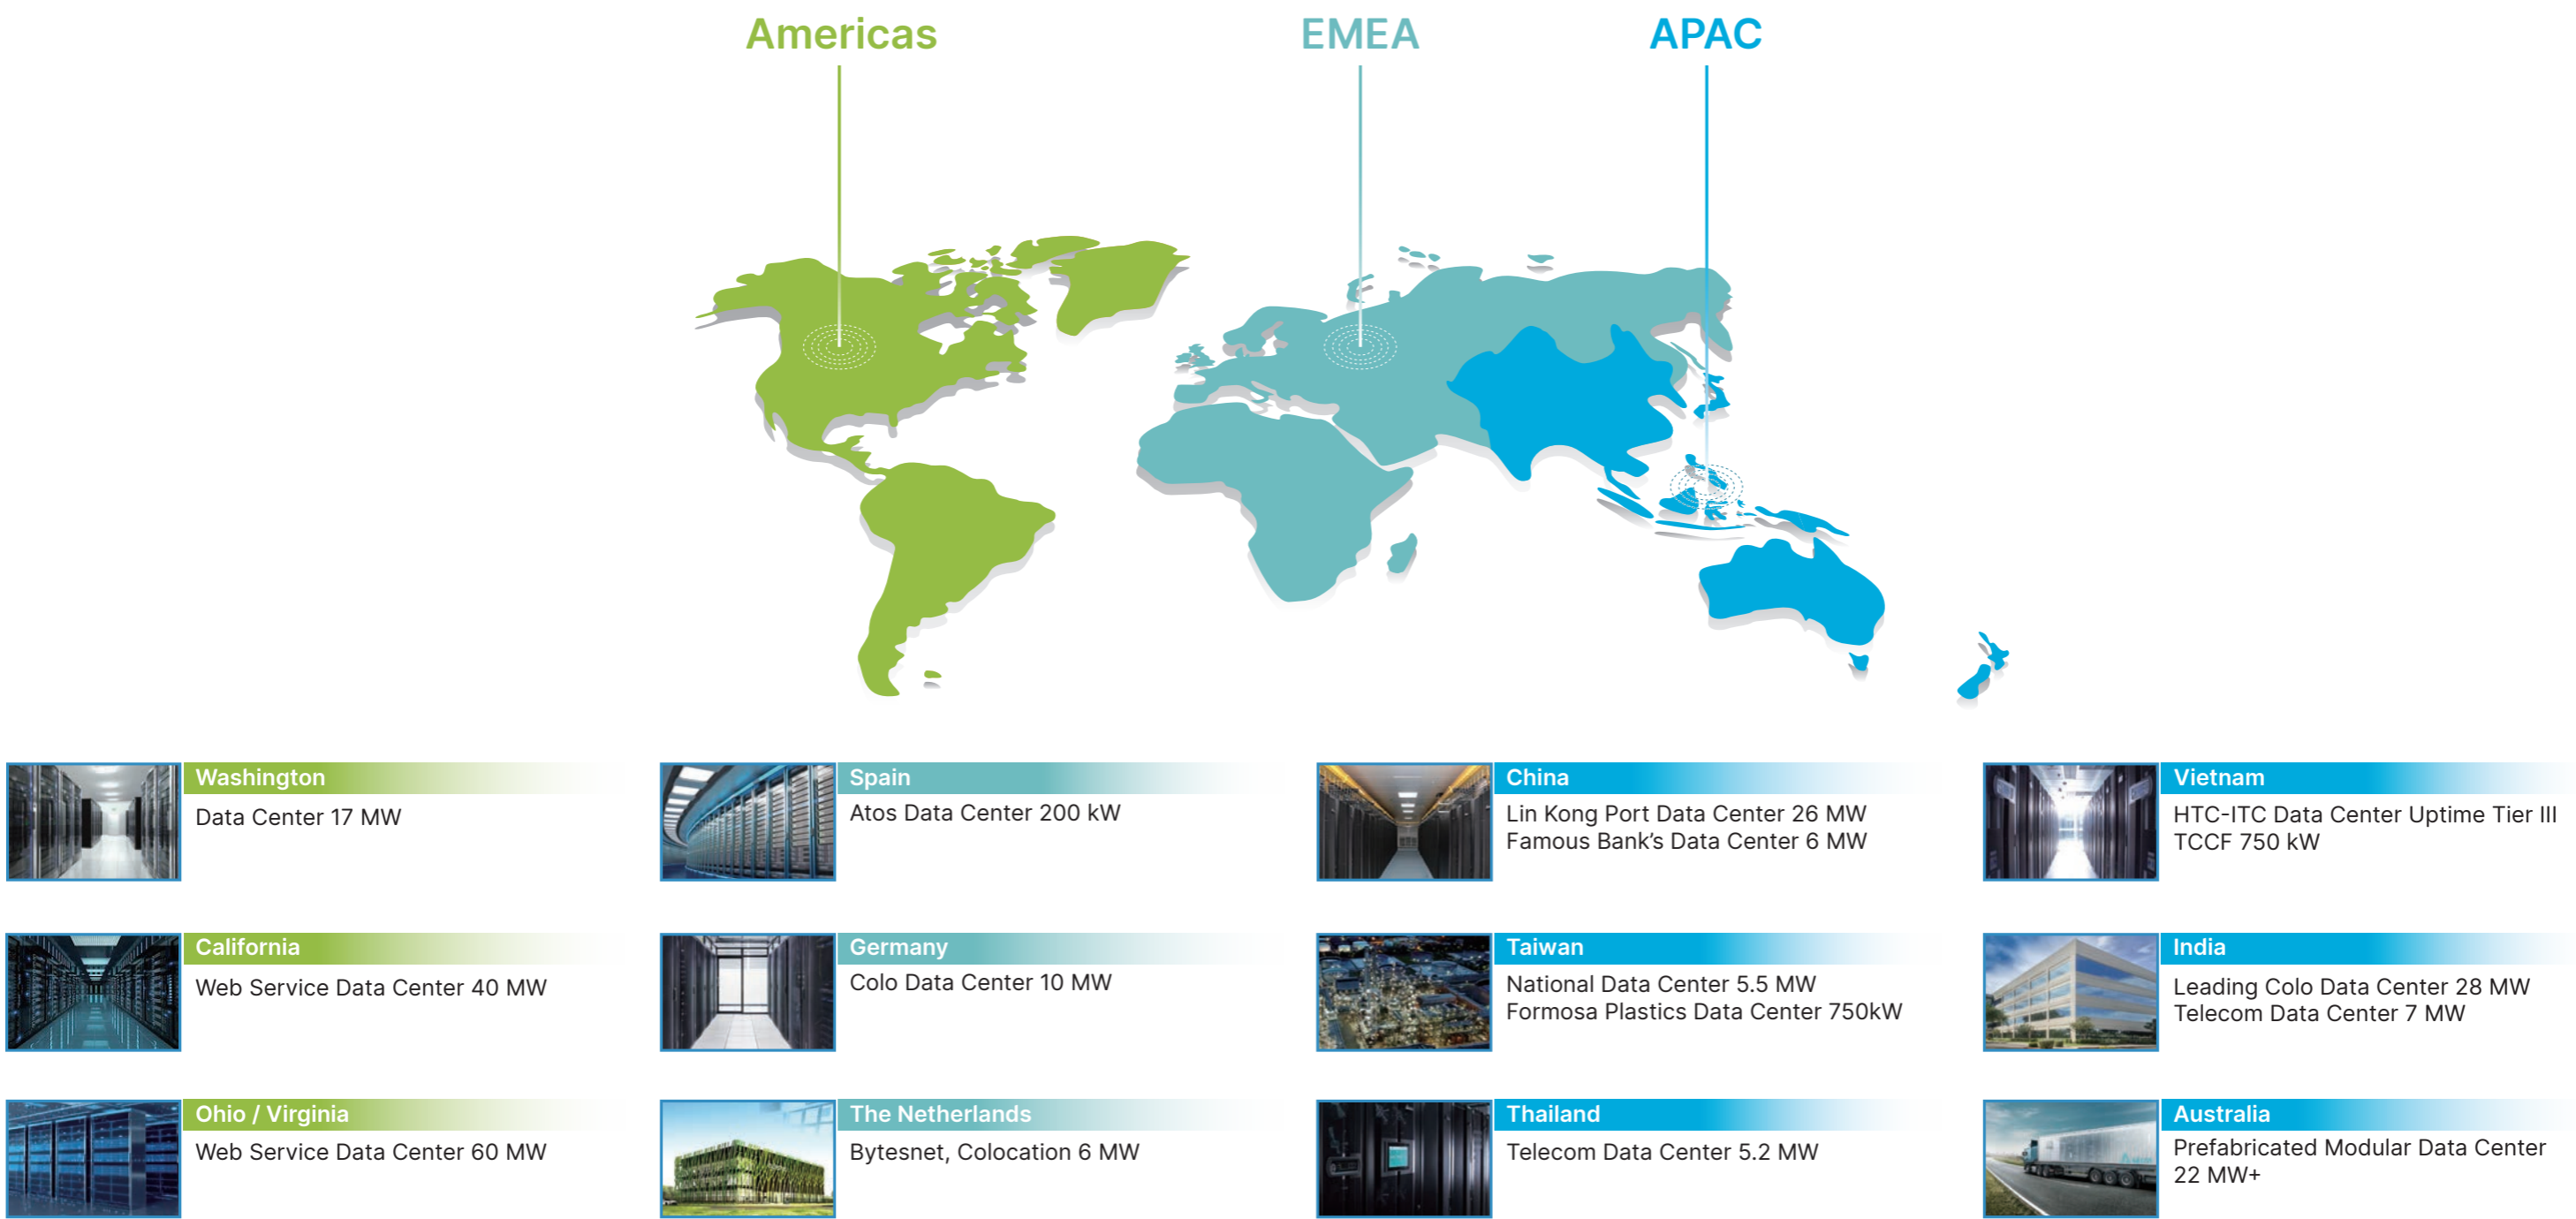 Americas
EMEA
APAC
Washington
Data Center 17 MW
Spain
Atos Data Center 200 kW
China
Lin Kong Port Data Center 26 MW
Famous Bank’s Data Center 6 MW
Vietnam
HTC-ITC Data Center Uptime Tier III
TCCF 750 kW
California
Web Service Data Center 40 MW
Germany
Colo Data Center 10 MW
Taiwan
National Data Center 5.5 MW
Formosa Plastics Data Center 750kW
India
Leading Colo Data Center 28 MW
Telecom Data Center 7 MW
Ohio / Virginia
Web Service Data Center 60 MW
The Netherlands
Bytesnet, Colocation 6 MW
Thailand
Telecom Data Center 5.2 MW
Australia
Prefabricated Modular Data Center
22 MW+